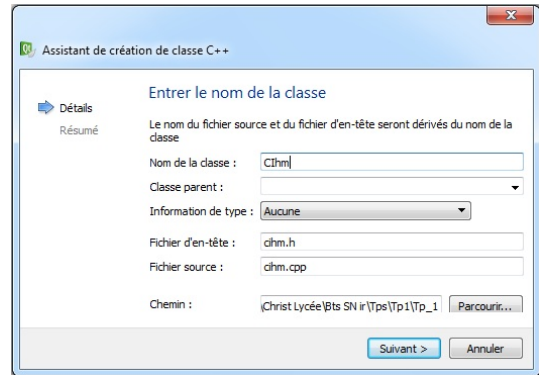 Assistant de création de classe C++
Détails
Résumé
Entrer le nom de la classe
Le nom du fichier source et du fichier d'en-tête seront dérivés du nom de la
classe
Nom de la classe : CIhm
Classe parent :
Information de type : Aucune
Fichier d'en-tête : cihm.h
Fichier source : cihm.cpp
Chemin : \Christ Lycée\Bts SN ir\Tps\Tp1\Tp_1 Parcourir...
Suivant > Annuler